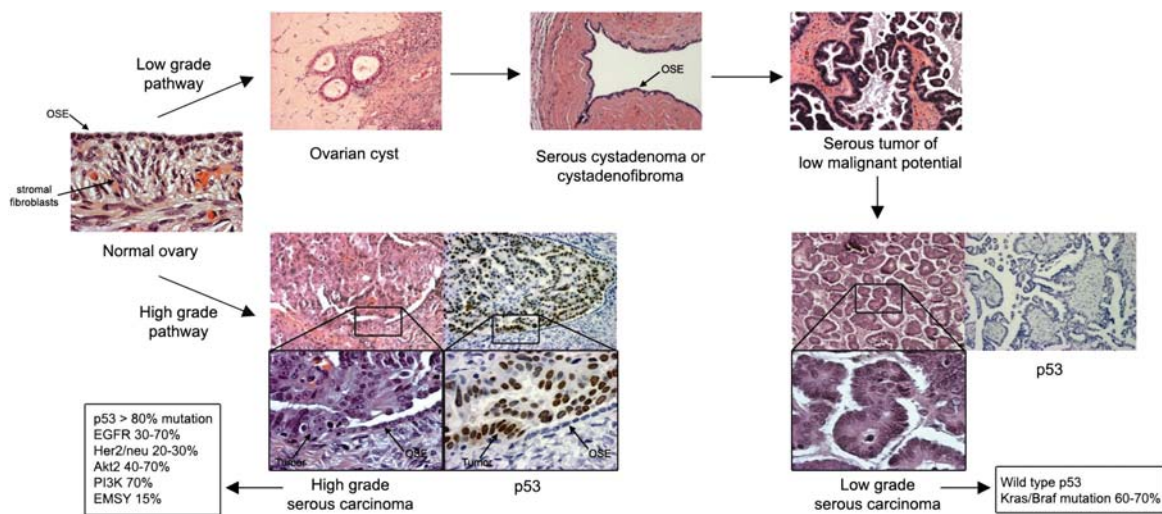 Low grade
pathway
OSE
stromal
fibroblasts
Normal ovary
Ovarian cyst
OSE
Serous cystadenoma or
cystadenofibroma
Serous tumor of
low malignant potential
High grade
pathway
Tumor
OSE
High grade
serous carcinoma
Tumor
OSE
p53
p53
Low grade
serous carcinoma
p53 > 80% mutation
EGFR 30-70%
Her2/neu 20-30%
Akt2 40-70%
PI3K 70%
EMSY 15%
Wild type p53
Kras/Braf mutation 60-70%